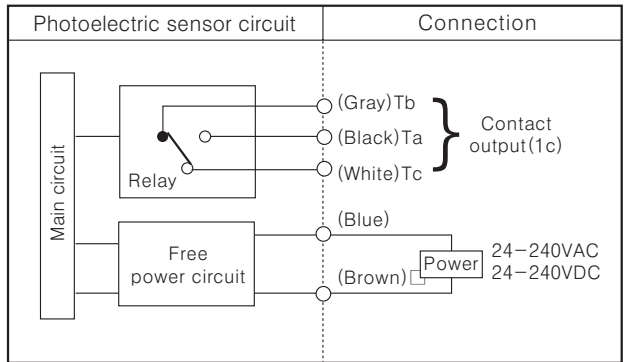 Photoelectric sensor circuit
Connection
Main circuit
Relay
(Gray)Tb
(Black)Ta
(White)Tc
Contact
output(1c)
Free
power circuit
(Blue)
(Brown)
Power
24-240VAC
24-240VDC